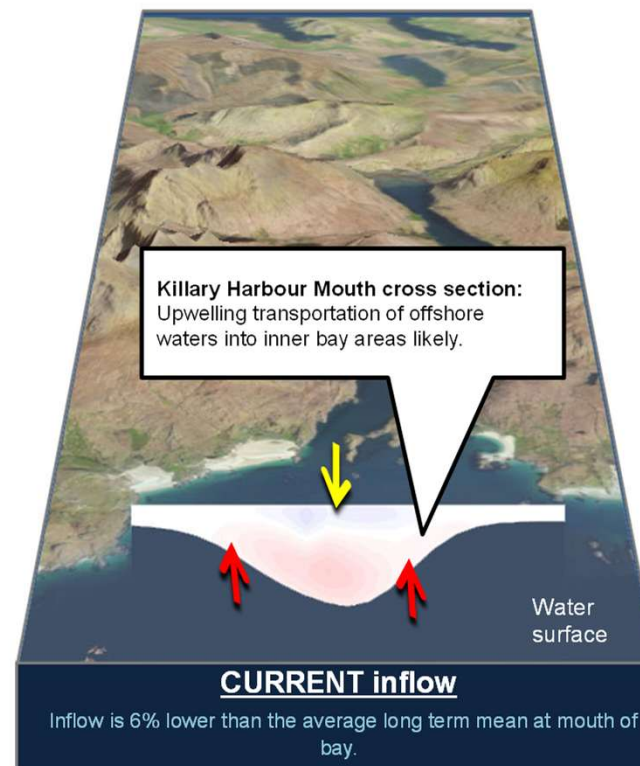 Killary Harbour Mouth cross section:
Upwelling transportation of offshore
waters into inner bay areas likely.
Water
surface
CURRENT inflow
Inflow is 6% lower than the average long term mean at mouth of
bay.